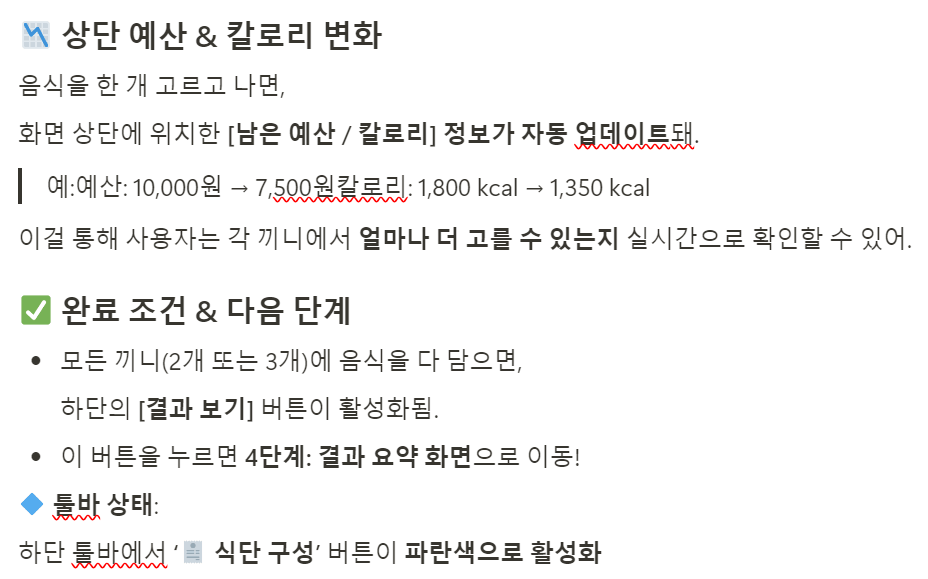 📉 상단 예산 & 칼로리 변화
음식을 한 개 고르고 나면,
화면 상단에 위치한 [남은 예산 / 칼로리] 정보가 자동 업데이트돼.
예:예산: 10,000원 → 7,500원칼로리: 1,800 kcal → 1,350 kcal
이걸 통해 사용자는 각 끼니에서 얼마나 더 고를 수 있는지 실시간으로 확인할 수 있어.
✅ 완료 조건 & 다음 단계
• 모든 끼니(2개 또는 3개)에 음식을 다 담으면,
하단의 [결과 보기] 버튼이 활성화됨.
• 이 버튼을 누르면 4단계: 결과 요약 화면으로 이동!
🔷 툴바 상태:
하단 툴바에서 ‘📄 식단 구성’ 버튼이 파란색으로 활성화